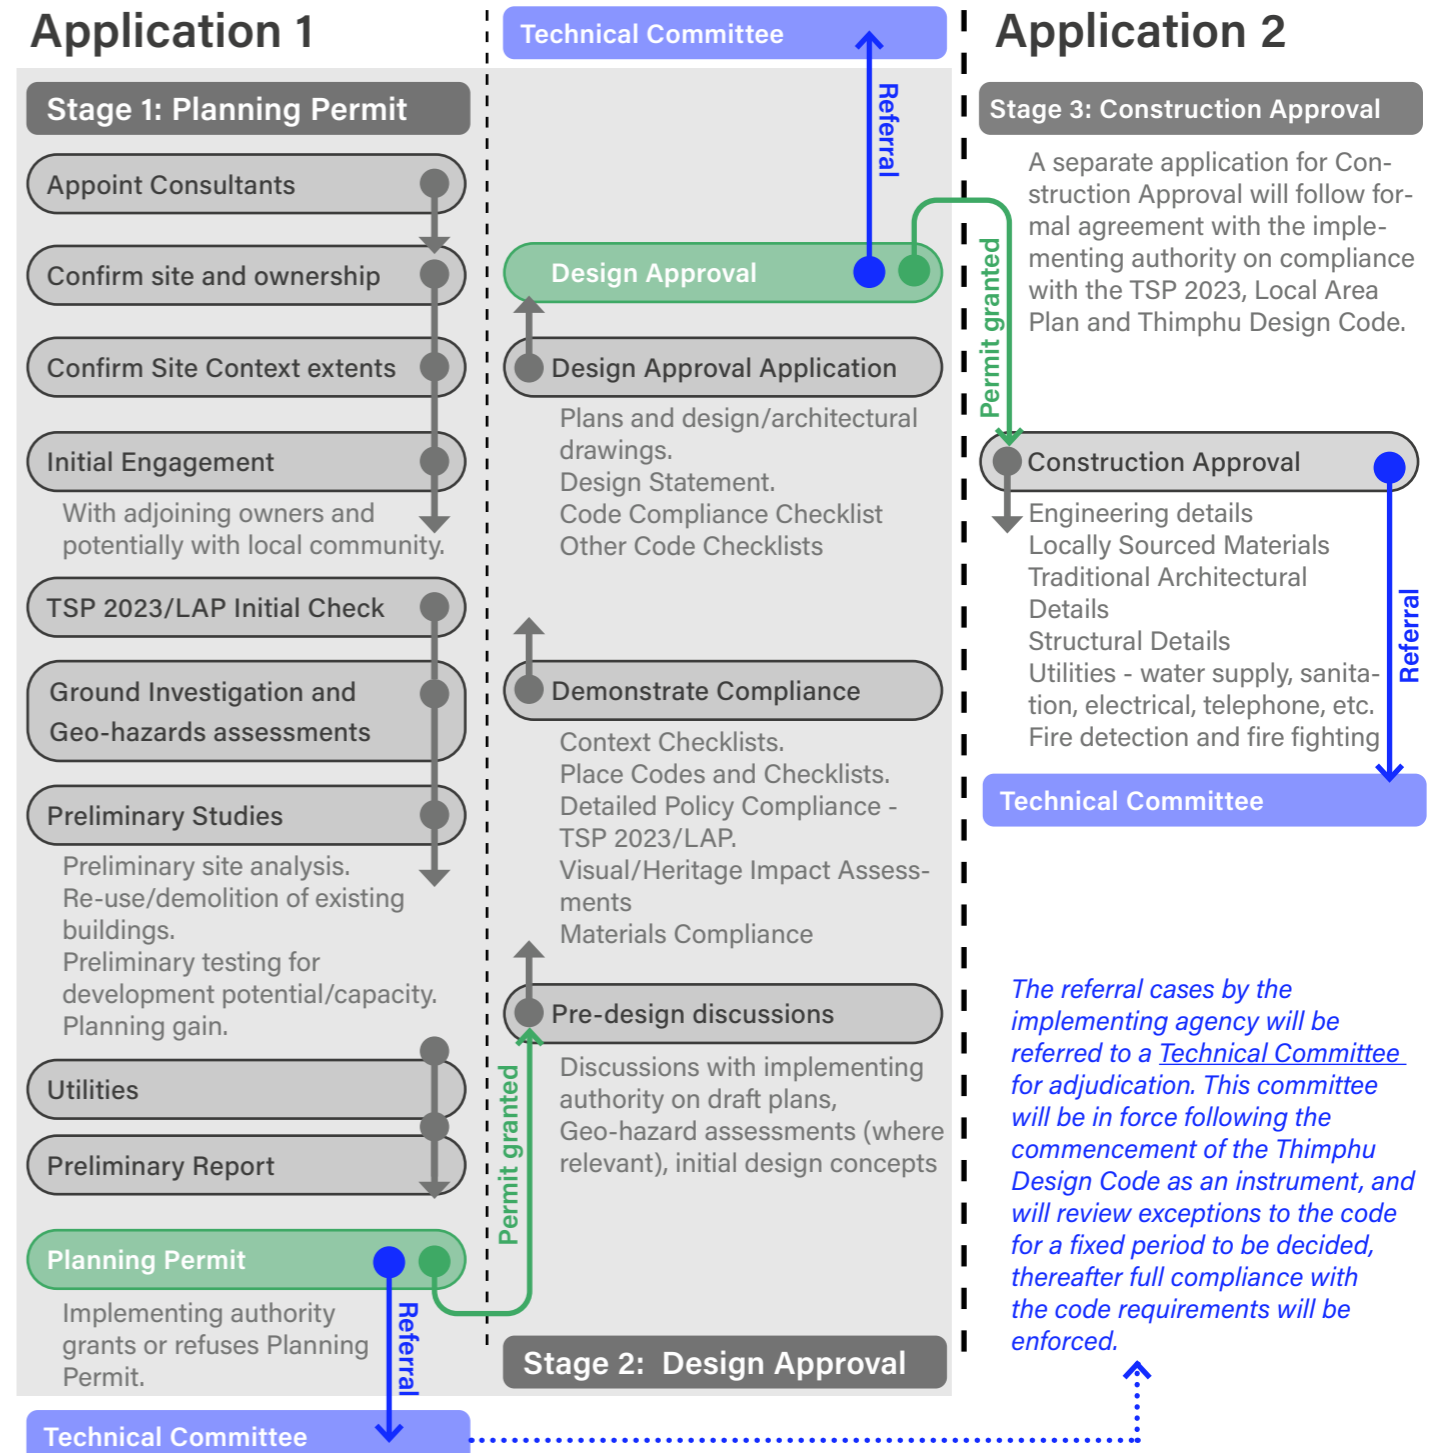 Application 1
Stage 1: Planning Permit
Appoint Consultants
Confirm site and ownership
Confirm Site Context extents
Initial Engagement
With adjoining owners and
potentially with local community.
TSP 2023/LAP Initial Check
Ground Investigation and
Geo-hazards assessments
Preliminary Studies
Preliminary site analysis.
Re-use/demolition of existing
buildings.
Preliminary testing for
development potential/capacity.
Planning gain.
Utilities
Preliminary Report
Planning Permit
Implementing authority
grants or refuses Planning
Permit.
Referral
Technical Committee
Technical Committee
Referral
Design Approval
Design Approval Application
Plans and design/architectural
drawings.
Design Statement.
Code Compliance Checklist
Other Code Checklists
Demonstrate Compliance
Context Checklists.
Place Codes and Checklists.
Detailed Policy Compliance -
TSP 2023/LAP.
Visual/Heritage Impact Assess-
ments
Materials Compliance
Pre-design discussions
Discussions with implementing
authority on draft plans,
Geo-hazard assessments (where
relevant), initial design concepts
Permit granted
Stage 2: Design Approval
Application 2
Stage 3: Construction Approval
A separate application for Con-
struction Approval will follow for-
mal agreement with the imple-
menting authority on compliance
with the TSP 2023, Local Area
Plan and Thimphu Design Code.
Permit granted
Construction Approval
Engineering details
Locally Sourced Materials
Traditional Architectural
Details
Structural Details
Utilities - water supply, sanita-
tion, electrical, telephone, etc.
Fire detection and fire fighting
Referral
Technical Committee
The referral cases by the
implementing agency will be
referred to a Technical Committee
for adjudication. This committee
will be in force following the
commencement of the Thimphu
Design Code as an instrument, and
will review exceptions to the code
for a fixed period to be decided,
thereafter full compliance with
the code requirements will be
enforced.